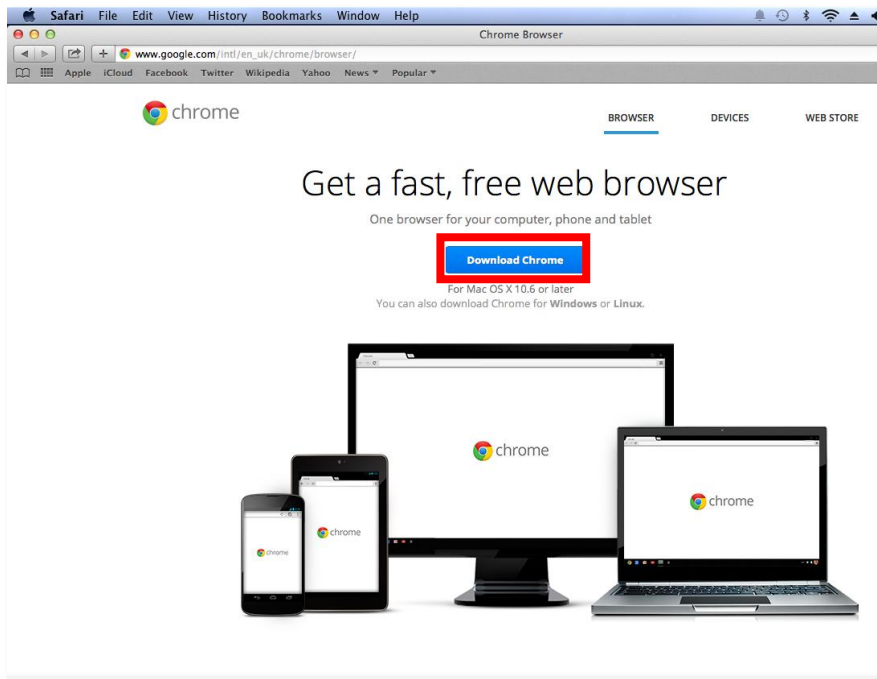 Safari File Edit View History Bookmarks Window Help
Chrome Browser
www.google.com/intl/en_uk/chrome/browser/
Apple iCloud Facebook Twitter Wikipedia Yahoo News Popular
chrome
BROWSER DEVICES WEB STORE
Get a fast, free web browser
One browser for your computer, phone and tablet
Download Chrome
For Mac OS X 10.6 or later
You can also download Chrome for Windows or Linux.
chrome
chrome
chrome
chrome